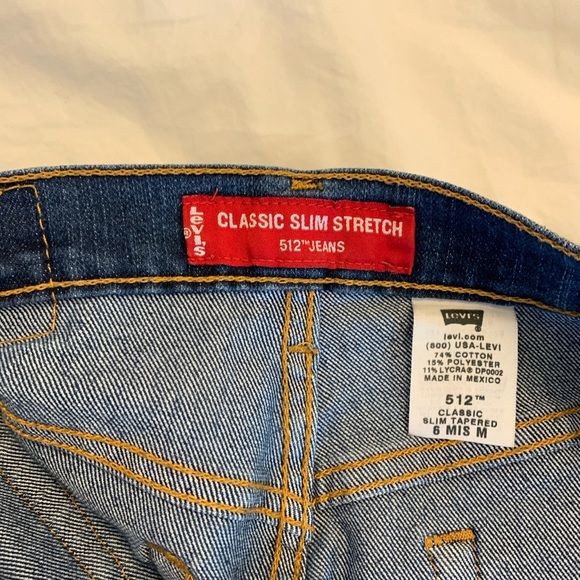 Levi's
®
CLASSIC SLIM STRETCH
512™JEANS
Levi's
levi.com
(800) USA-LEVI
74% COTTON
15% POLYESTER
11% LYCRA® DP0002
MADE IN MEXICO
512™
CLASSIC
SLIM TAPERED
6 MIS M